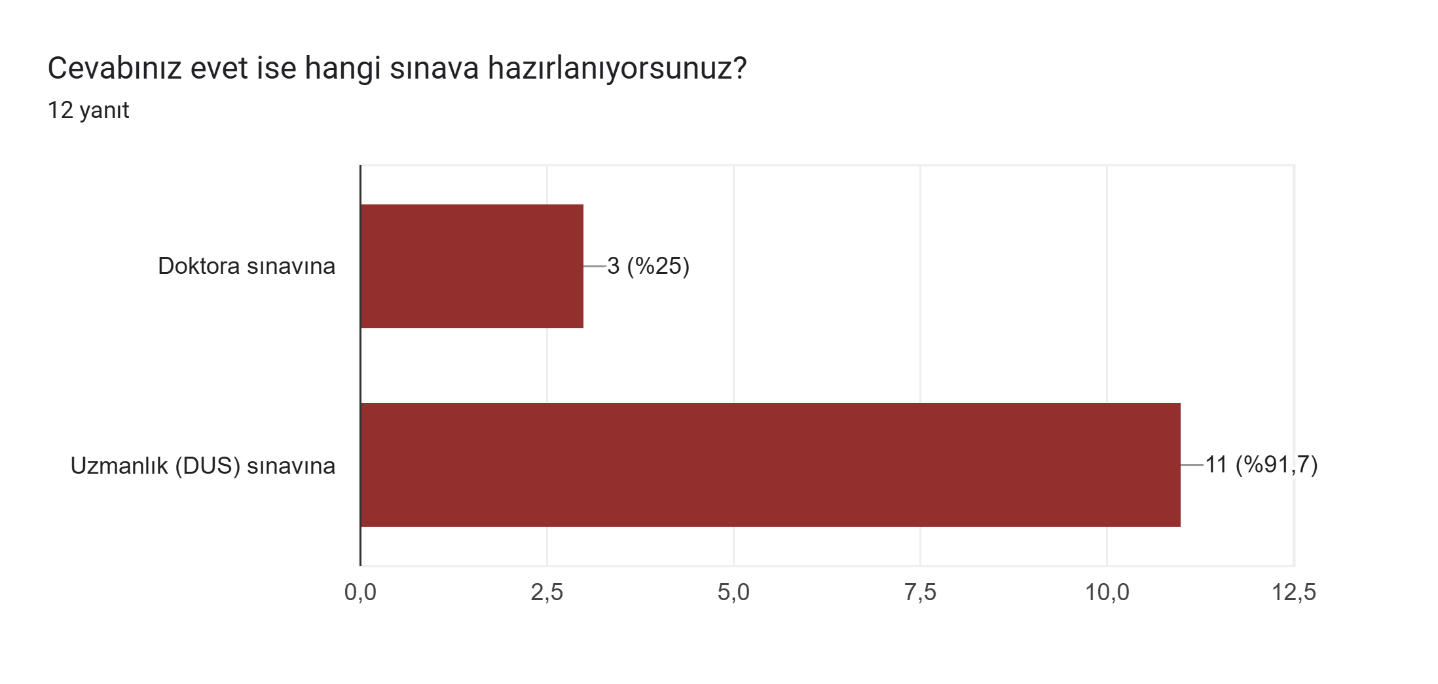 Cevabınız evet ise hangi sınava hazırlanıyorsunuz?
12 yanıt
Doktora sınavına
3 (%25)
Uzmanlık (DUS) sınavına
11 (%91,7)
0,0 2,5 5,0 7,5 10,0 12,5